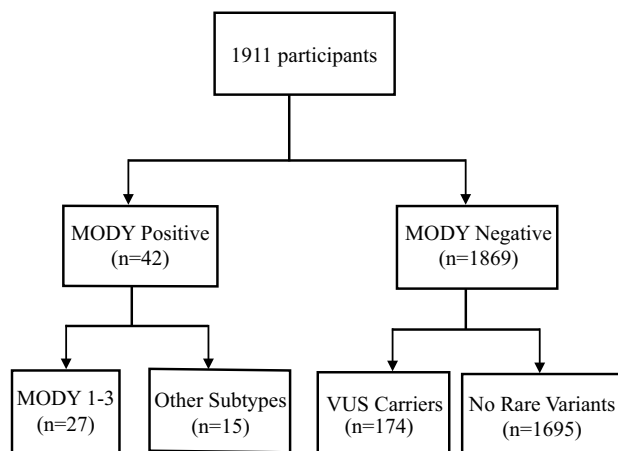 1911 participants
MODY Positive
(n=42)
MODY Negative
(n=1869)
MODY 1-3
(n=27)
Other Subtypes
(n=15)
VUS Carriers
(n=174)
No Rare Variants
(n=1695)